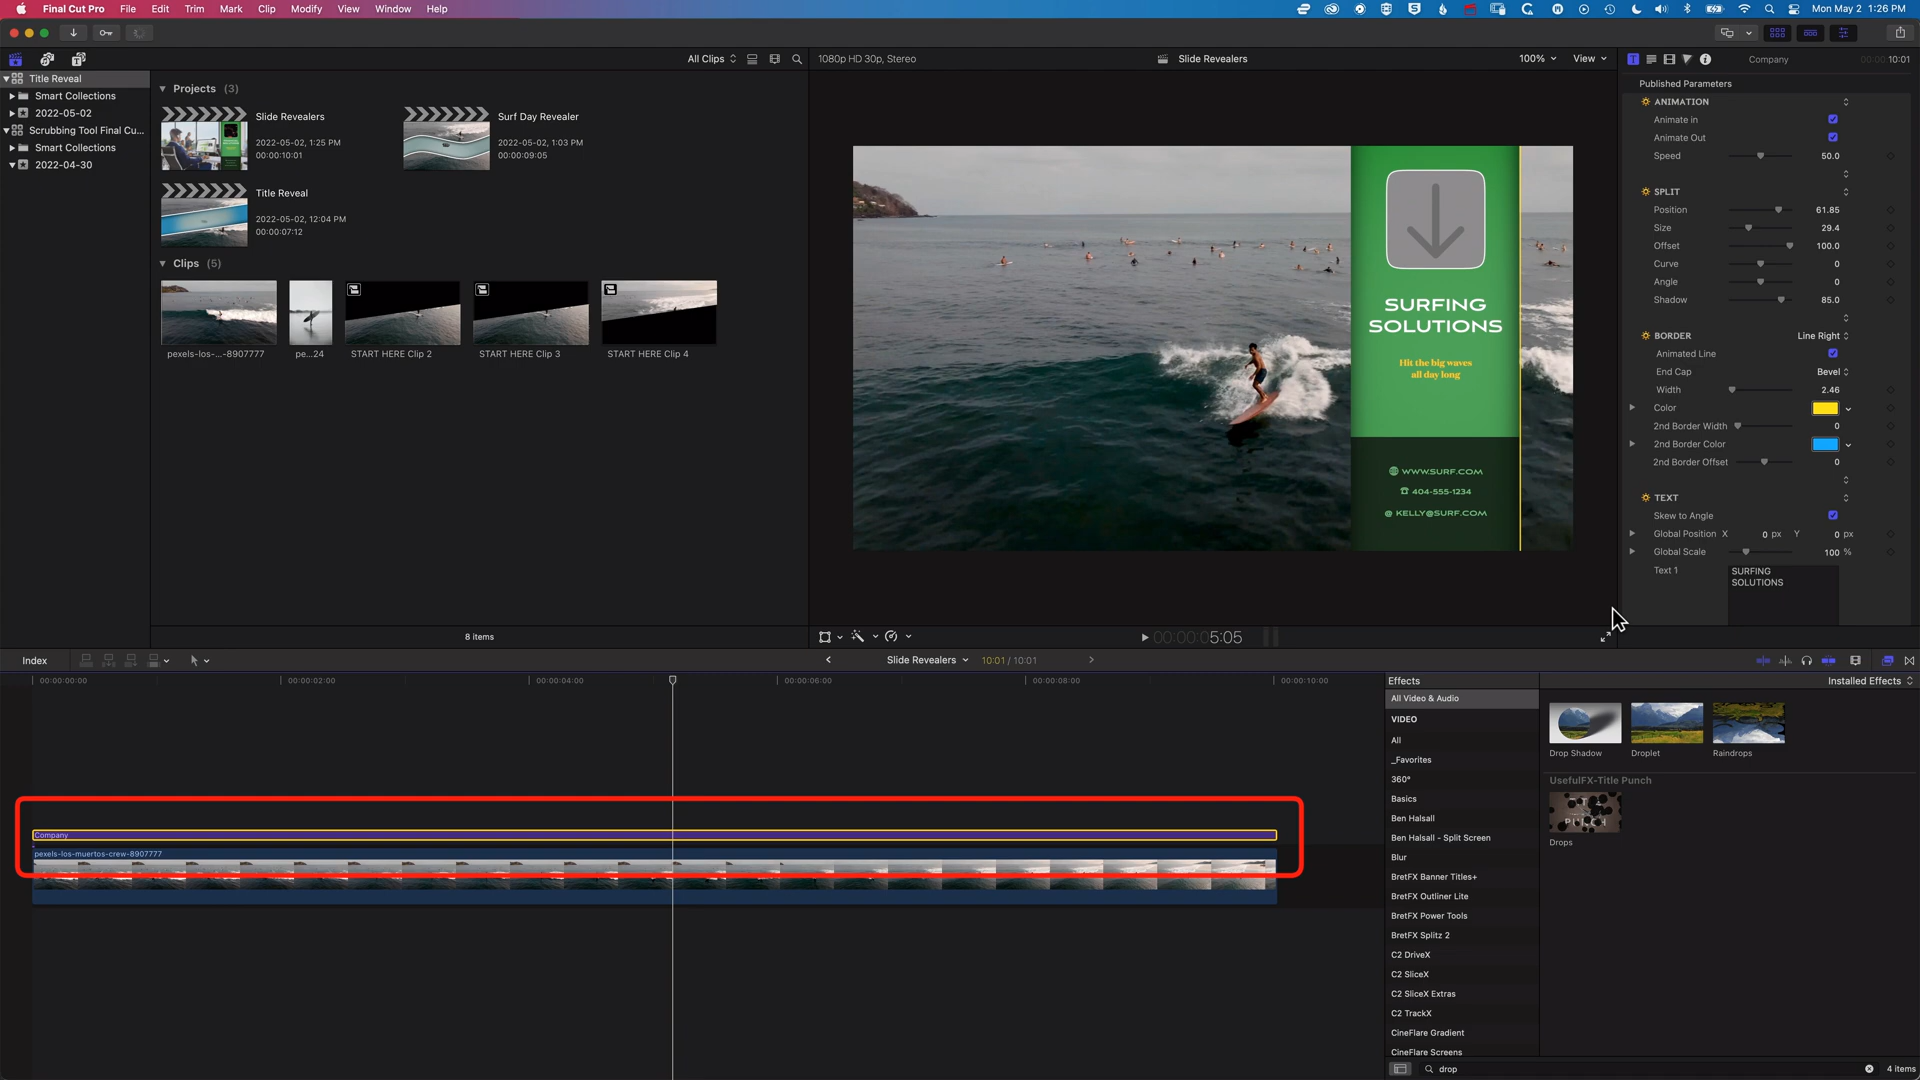 Final Cut Pro File Edit Trim Mark Clip Modify View Window Help
Mon May 2 1:26 PM
Title Reveal
Smart Collections
2022-05-02
Scrubbing Tool Final Cu...
Smart Collections
2022-04-30
All Clips
Projects (3)
Slide Revealers
2022-05-02, 1:25 PM
00:00:10:01
Surf Day Revealer
2022-05-02, 1:03 PM
00:00:09:05
Title Reveal
2022-05-02, 12:04 PM
00:00:07:12
Clips (5)
pexels-los-...-8907777
pe...24
START HERE Clip 2
START HERE Clip 3
START HERE Clip 4
8 items
1080p HD 30p, Stereo
Slide Revealers
100%
View
SURFING
SOLUTIONS
Hit the big waves
all day long
WWW.SURF.COM
404-555-1234
@ KELLY@SURF.COM
00:00:05:05
Company
00:00:10:01
Published Parameters
ANIMATION
Animate in
Animate Out
Speed 50.0
SPLIT
Position 61.85
Size 29.4
Offset 100.0
Curve 0
Angle 0
Shadow 85.0
BORDER Line Right
Animated Line
End Cap Bevel
Width 2.46
Color
2nd Border Width 0
2nd Border Color
2nd Border Offset 0
TEXT
Skew to Angle
Global Position X 0 px Y 0 px
Global Scale 100 %
Text 1 SURFING
SOLUTIONS
Index
Slide Revealers
10:01 / 10:01
00:00:00:00
00:00:02:00
00:00:04:00
00:00:06:00
00:00:08:00
00:00:10:00
Company
pexels-los-muertos-crew-8907777
Effects
Installed Effects
All Video & Audio
VIDEO
All
_Favorites
360°
Basics
Ben Halsall
Ben Halsall - Split Screen
Blur
BretFX Banner Titles+
BretFX Outliner Lite
BretFX Power Tools
BretFX Splitz 2
C2 DriveX
C2 SliceX
C2 SliceX Extras
C2 TrackX
CineFlare Gradient
CineFlare Screens
Drop Shadow
Droplet
Raindrops
UsefulFX-Title Punch
Drops
drop
4 items